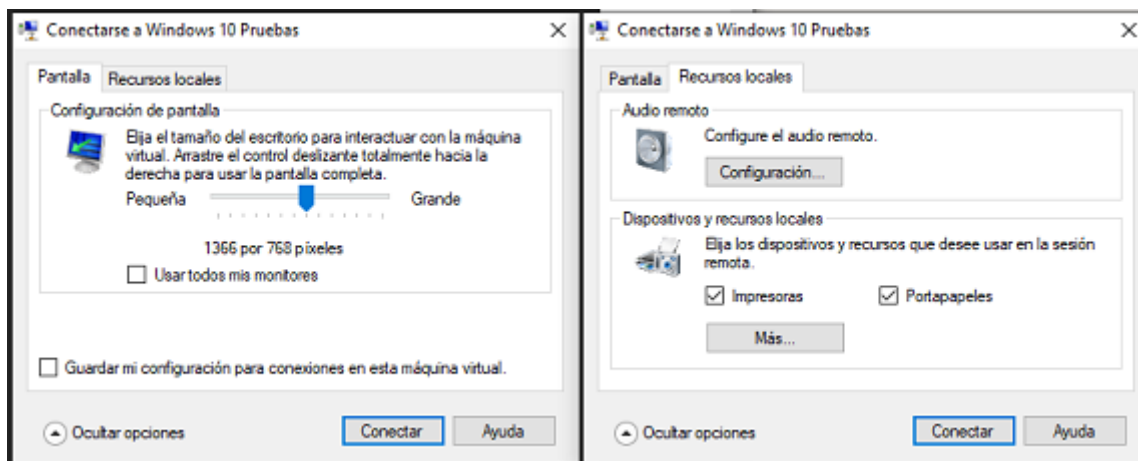 Conectarse a Windows 10 Pruebas
Pantalla
Recursos locales
Configuración de pantalla
Elija el tamaño del escritorio para interactuar con la máquina
virtual. Arrastre el control deslizante totalmente hacia la
derecha para usar la pantalla completa.
Pequeña
Grande
1366 por 768 píxeles
Usar todos mis monitores
Guardar mi configuración para conexiones en esta máquina virtual.
Ocultar opciones
Conectar
Ayuda
Conectarse a Windows 10 Pruebas
Pantalla
Recursos locales
Audio remoto
Configure el audio remoto.
Configuración...
Dispositivos y recursos locales
Elija los dispositivos y recursos que desee usar en la sesión
remota.
Impresoras
Portapapeles
Más...
Ocultar opciones
Conectar
Ayuda